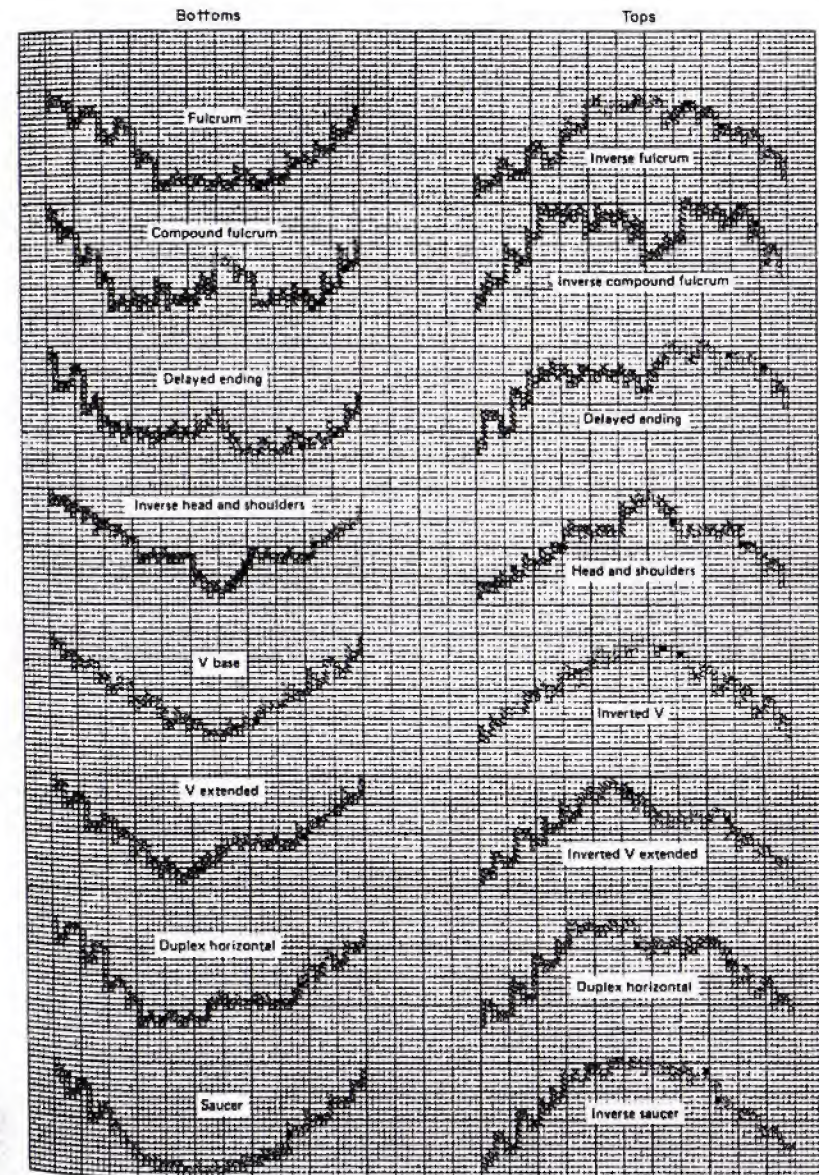 Bottoms
Tops
Fulcrum
Inverse fulcrum
Compound fulcrum
Inverse compound fulcrum
Delayed ending
Delayed ending
Inverse head and shoulders
Head and shoulders
V base
Inverted V
V extended
Inverted V extended
Duplex horizontal
Duplex horizontal
Saucer
Inverse saucer